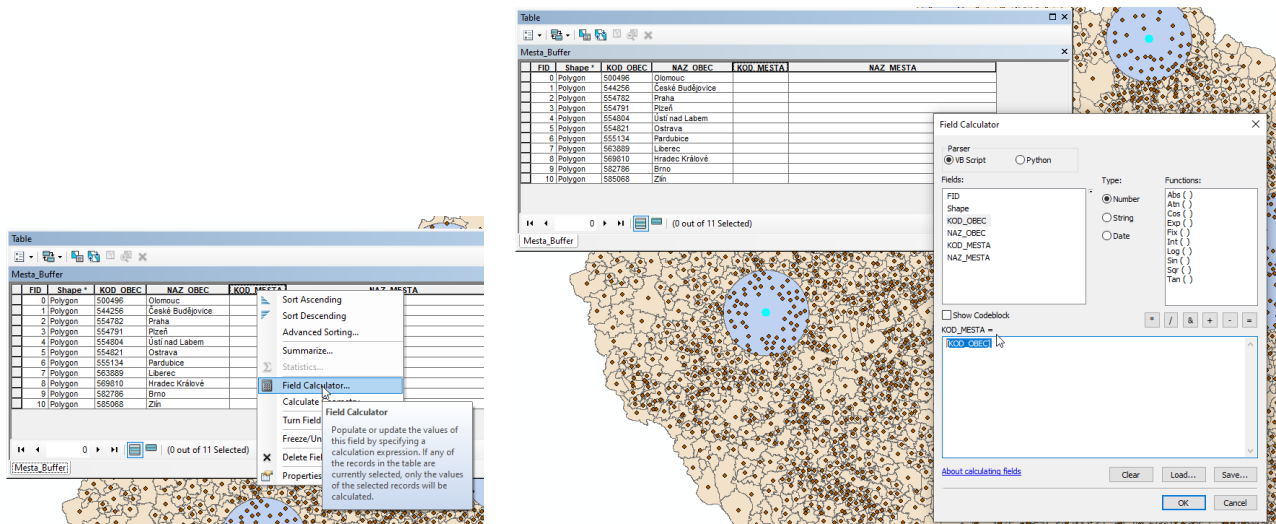 Table
Mesta_Buffer
FID Shape * KOD_OBEC NAZ_OBEC KOD_MESTA NAZ_MESTA
0 Polygon 500496 Olomouc
1 Polygon 544256 České Budějovice
2 Polygon 554782 Praha
3 Polygon 554791 Plzeň
4 Polygon 554804 Ústí nad Labem
5 Polygon 554821 Ostrava
6 Polygon 555134 Pardubice
7 Polygon 563889 Liberec
8 Polygon 569810 Hradec Králové
9 Polygon 582786 Brno
10 Polygon 585068 Zlín
0 (0 out of 11 Selected)
Mesta_Buffer
Sort Ascending
Sort Descending
Advanced Sorting...
Summarize...
Statistics...
Field Calculator...
Calculate
Turn Field
Freeze/Un
Delete Fiel
Properties
Field Calculator
Populate or update the values of
this field by specifying a
calculation expression. If any of
the records in the table are
currently selected, only the values
of the selected records will be
calculated.
Table
Mesta_Buffer
FID Shape * KOD_OBEC NAZ_OBEC KOD_MESTA NAZ_MESTA
0 Polygon 500496 Olomouc
1 Polygon 544256 České Budějovice
2 Polygon 554782 Praha
3 Polygon 554791 Plzeň
4 Polygon 554804 Ústí nad Labem
5 Polygon 554821 Ostrava
6 Polygon 555134 Pardubice
7 Polygon 563889 Liberec
8 Polygon 569810 Hradec Králové
9 Polygon 582786 Brno
10 Polygon 585068 Zlín
0 (0 out of 11 Selected)
Mesta_Buffer
Field Calculator
Parser
VB Script Python
Fields: Type: Functions:
FID
Shape
KOD_OBEC
NAZ_OBEC
KOD_MESTA
NAZ_MESTA
Number
String
Date
Abs ( )
Atn ( )
Cos ( )
Exp ( )
Fix ( )
Int ( )
Log ( )
Sin ( )
Sqr ( )
Tan ( )
Show Codeblock
* / & + - =
KOD_MESTA =
[KOD_OBEC]
About calculating fields
Clear Load... Save...
OK Cancel